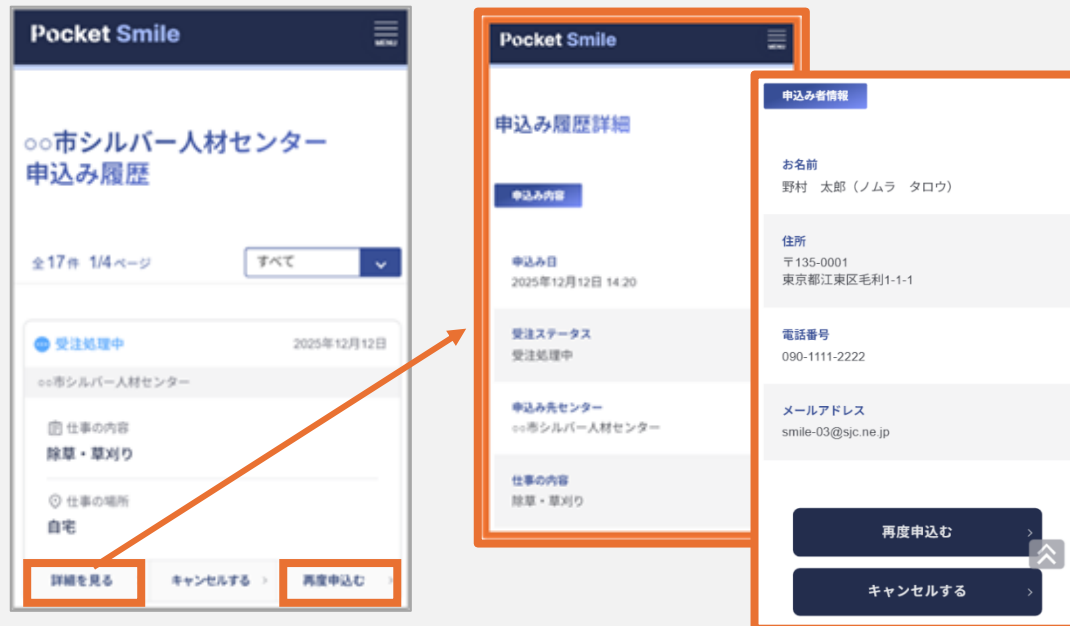 Pocket Smile
MENU
○○市シルバー人材センター
申込み履歴
全17件 1/4ページ
すべて
受注処理中
2025年12月12日
○○市シルバー人材センター
仕事の内容
除草・草刈り
仕事の場所
自宅
詳細を見る
キャンセルする
再度申込む
Pocket Smile
MENU
申込み履歴詳細
申込み内容
申込み日
2025年12月12日 14:20
受注ステータス
受注処理中
申込み先センター
○○市シルバー人材センター
仕事の内容
除草・草刈り
申込み者情報
お名前
野村 太郎（ノムラ タロウ）
住所
〒135-0001
東京都江東区毛利1-1-1
電話番号
090-1111-2222
メールアドレス
smile-03@sjc.ne.jp
再度申込む
キャンセルする